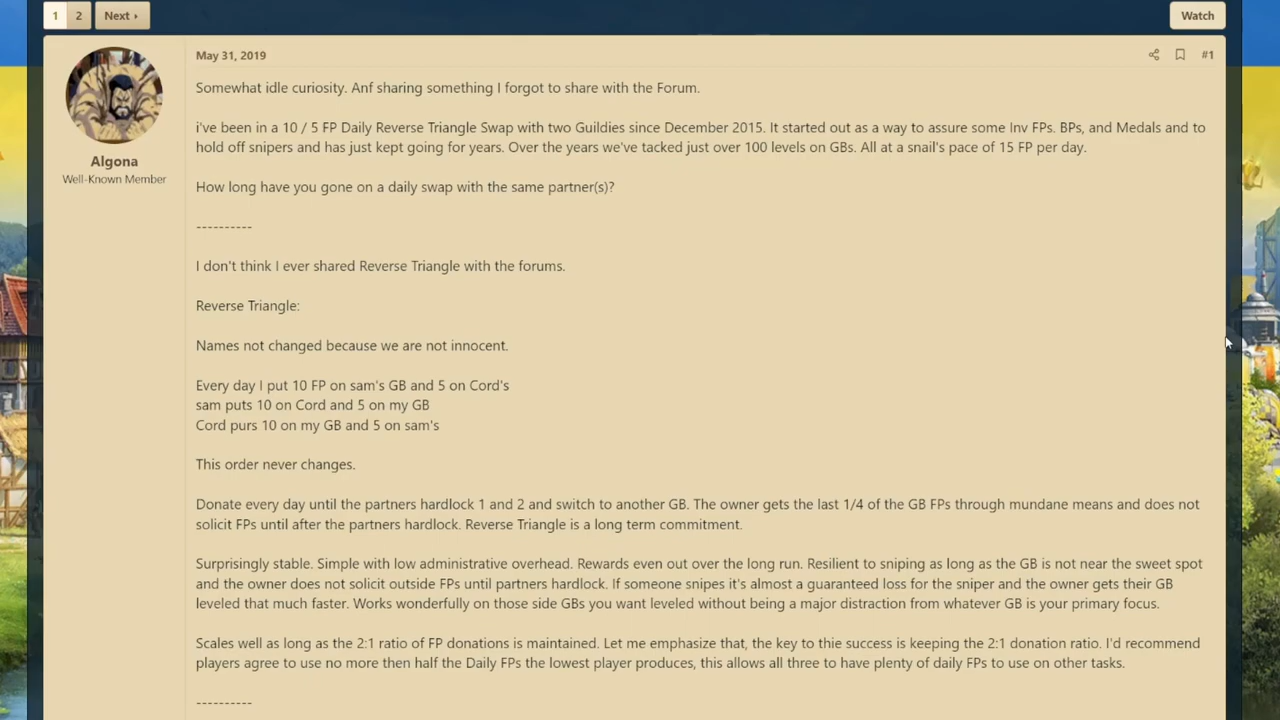 1 2 Next
Watch
May 31, 2019
#1
Somewhat idle curiosity. Anf sharing something I forgot to share with the Forum.
i've been in a 10 / 5 FP Daily Reverse Triangle Swap with two Guildies since December 2015. It started out as a way to assure some Inv FPs. BPs, and Medals and to
hold off snipers and has just kept going for years. Over the years we've tacked just over 100 levels on GBs. All at a snail's pace of 15 FP per day.
Algona
Well-Known Member
How long have you gone on a daily swap with the same partner(s)?
----------
I don't think I ever shared Reverse Triangle with the forums.
Reverse Triangle:
Names not changed because we are not innocent.
Every day I put 10 FP on sam's GB and 5 on Cord's
sam puts 10 on Cord and 5 on my GB
Cord purs 10 on my GB and 5 on sam's
This order never changes.
Donate every day until the partners hardlock 1 and 2 and switch to another GB. The owner gets the last 1/4 of the GB FPs through mundane means and does not
solicit FPs until after the partners hardlock. Reverse Triangle is a long term commitment.
Surprisingly stable. Simple with low administrative overhead. Rewards even out over the long run. Resilient to sniping as long as the GB is not near the sweet spot
and the owner does not solicit outside FPs until partners hardlock. If someone snipes it's almost a guaranteed loss for the sniper and the owner gets their GB
leveled that much faster. Works wonderfully on those side GBs you want leveled without being a major distraction from whatever GB is your primary focus.
Scales well as long as the 2:1 ratio of FP donations is maintained. Let me emphasize that, the key to thie success is keeping the 2:1 donation ratio. I'd recommend
players agree to use no more then half the Daily FPs the lowest player produces, this allows all three to have plenty of daily FPs to use on other tasks.
----------